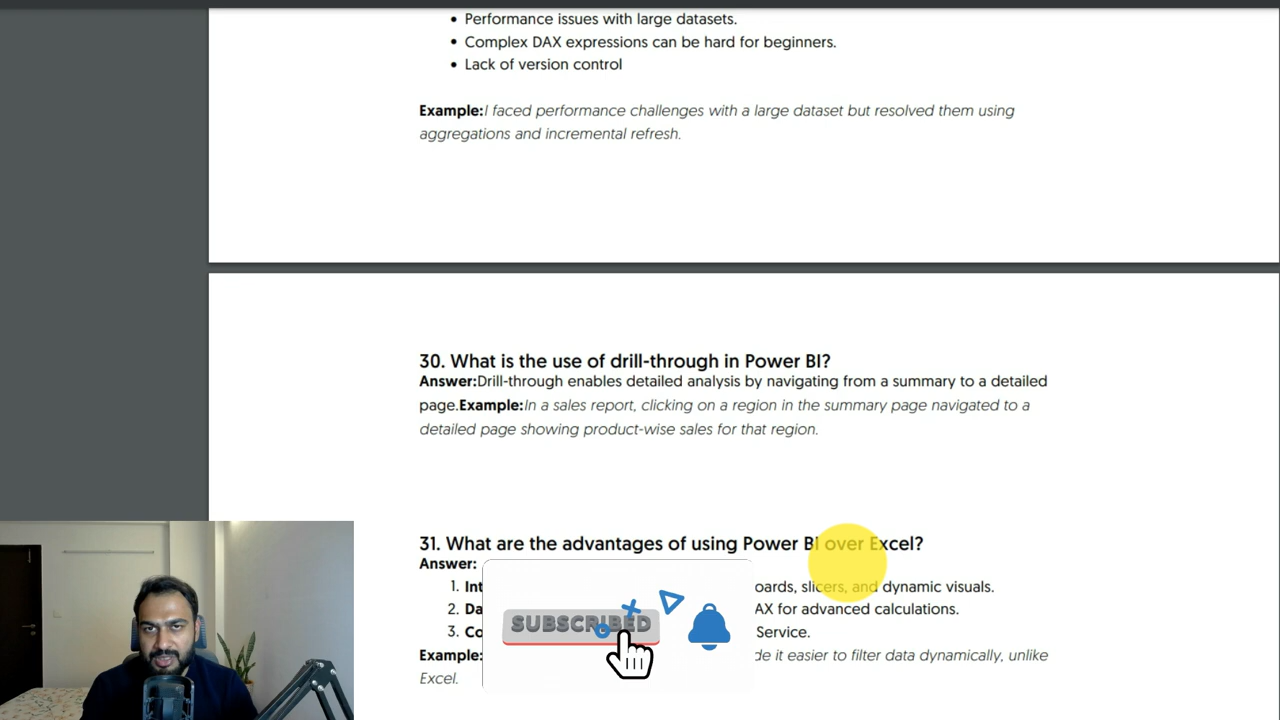 • Performance issues with large datasets.
• Complex DAX expressions can be hard for beginners.
• Lack of version control
Example:I faced performance challenges with a large dataset but resolved them using
aggregations and incremental refresh.
30. What is the use of drill-through in Power BI?
Answer:Drill-through enables detailed analysis by navigating from a summary to a detailed
page.Example:In a sales report, clicking on a region in the summary page navigated to a
detailed page showing product-wise sales for that region.
31. What are the advantages of using Power BI over Excel?
Answer:
1. slicers, and dynamic visuals.
2. for advanced calculations.
3. Service.
Example: it easier to filter data dynamically, unlike
Excel.
SUBSCRIBED